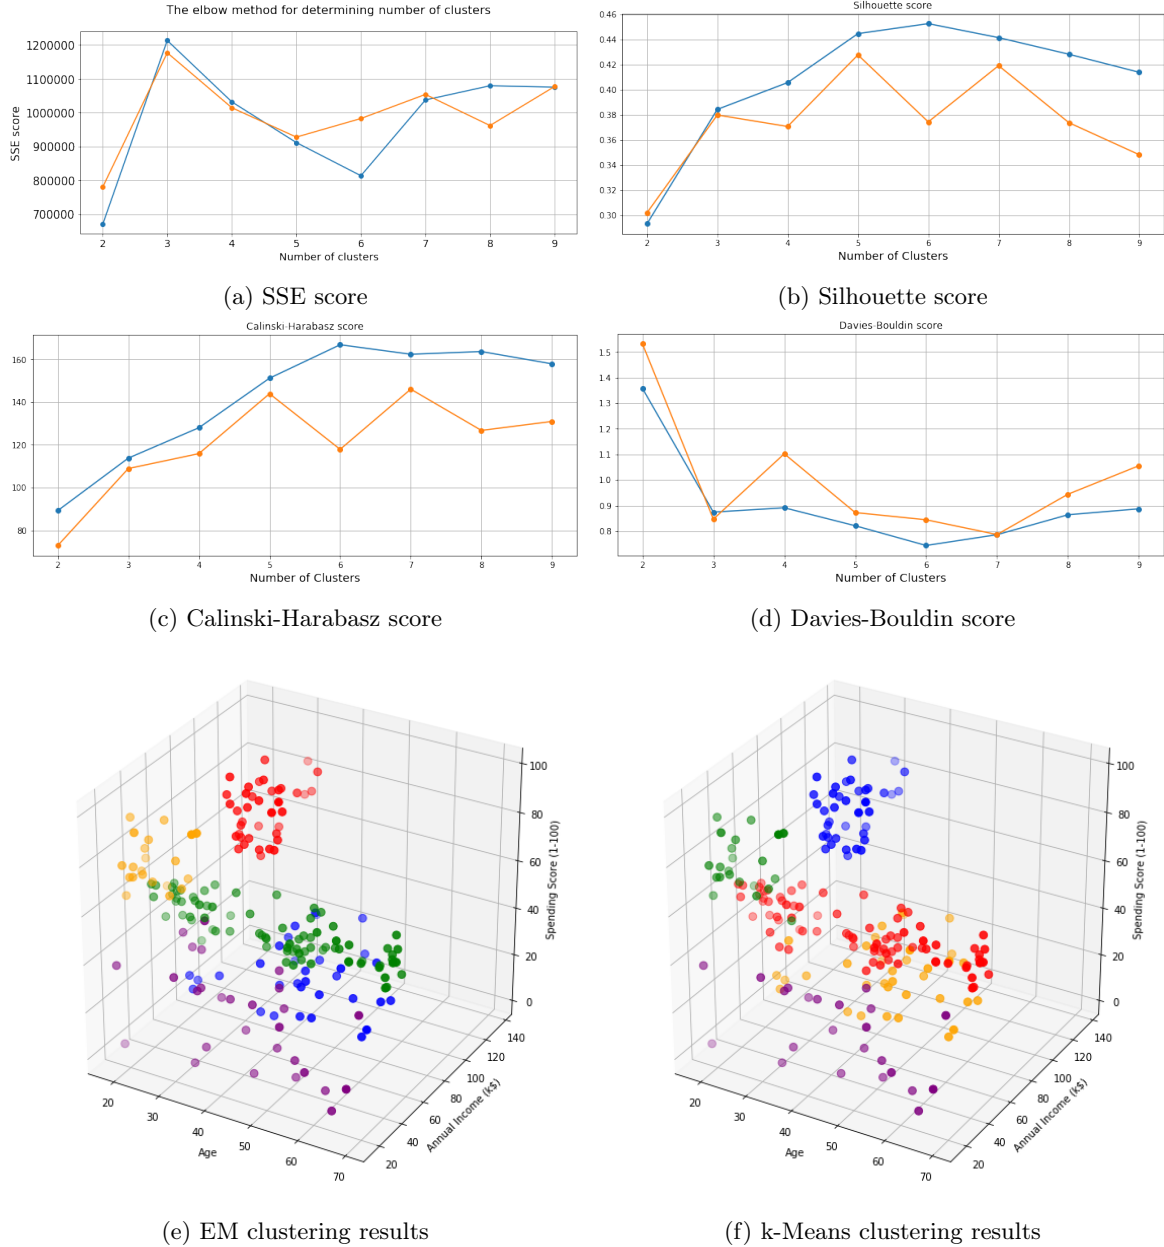 The elbow method for determining number of clusters
SSE score
1200000
1100000
1000000
900000
800000
700000
2 3 4 5 6 7 8 9
Number of clusters
(a) SSE score
Silhouette score
0.46
0.44
0.42
0.40
0.38
0.36
0.34
0.32
0.30
2 3 4 5 6 7 8 9
Number of Clusters
(b) Silhouette score
Calinski-Harabasz score
160
140
120
100
80
2 3 4 5 6 7 8 9
Number of Clusters
(c) Calinski-Harabasz score
Davies-Bouldin score
1.5
1.4
1.3
1.2
1.1
1.0
0.9
0.8
2 3 4 5 6 7 8 9
Number of Clusters
(d) Davies-Bouldin score
100
80
60
40
20
0
Spending Score (1-100)
140
120
100
80
60
40
20
Annual Income (k$)
20
30
40
50
60
70
Age
(e) EM clustering results
100
80
60
40
20
0
Spending Score (1-100)
140
120
100
80
60
40
20
Annual Income (k$)
20
30
40
50
60
70
Age
(f) k-Means clustering results